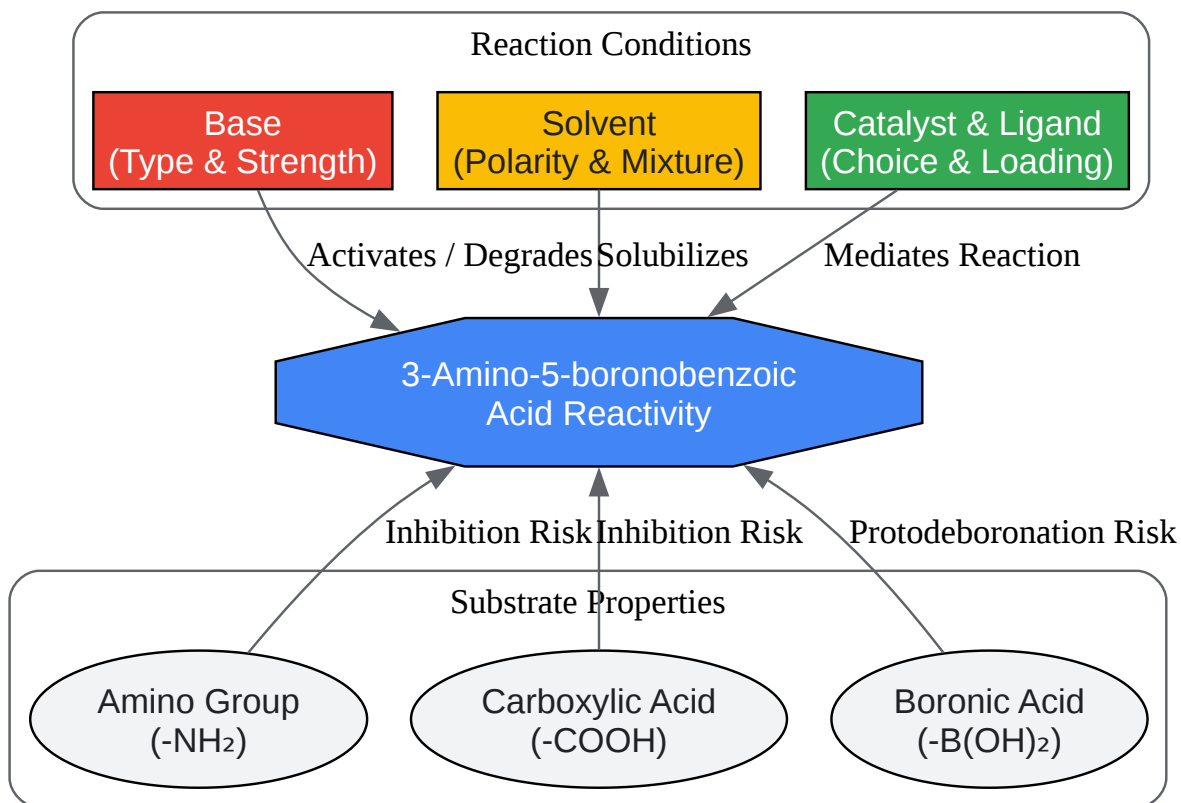 Reaction Conditions
Base
(Type & Strength)
Solvent
(Polarity & Mixture)
Catalyst & Ligand
(Choice & Loading)
Activates / Degrades
Solubilizes
Mediates Reaction
3-Amino-5-boronobenzoic
Acid Reactivity
Inhibition Risk
Inhibition Risk
Protodeboronation Risk
Substrate Properties
Amino Group
(-NH₂)
Carboxylic Acid
(-COOH)
Boronic Acid
(-B(OH)₂)